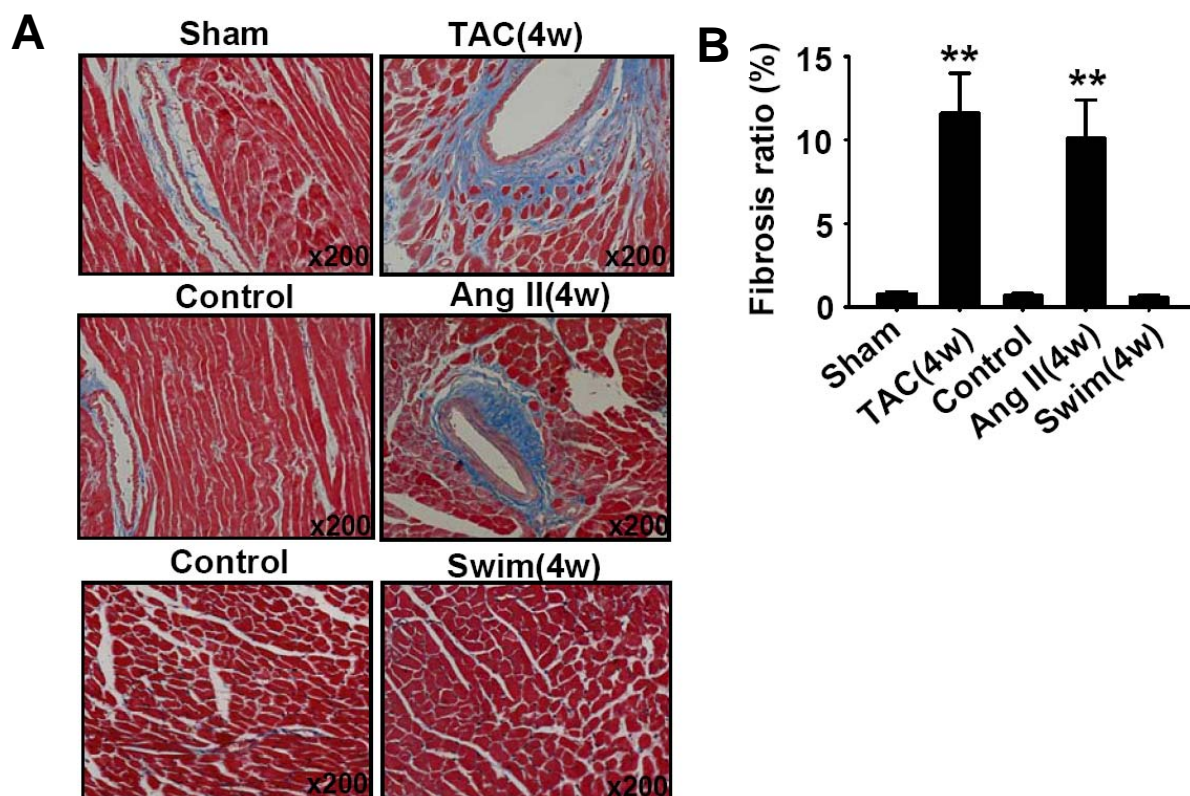 A
Sham
TAC(4w)
x200
x200
Control
Ang II(4w)
x200
x200
Control
Swim(4w)
x200
x200
B
Fibrosis ratio (%)
15
10
5
0
**
**
Sham
TAC(4w)
Control
Ang II(4w)
Swim(4w)